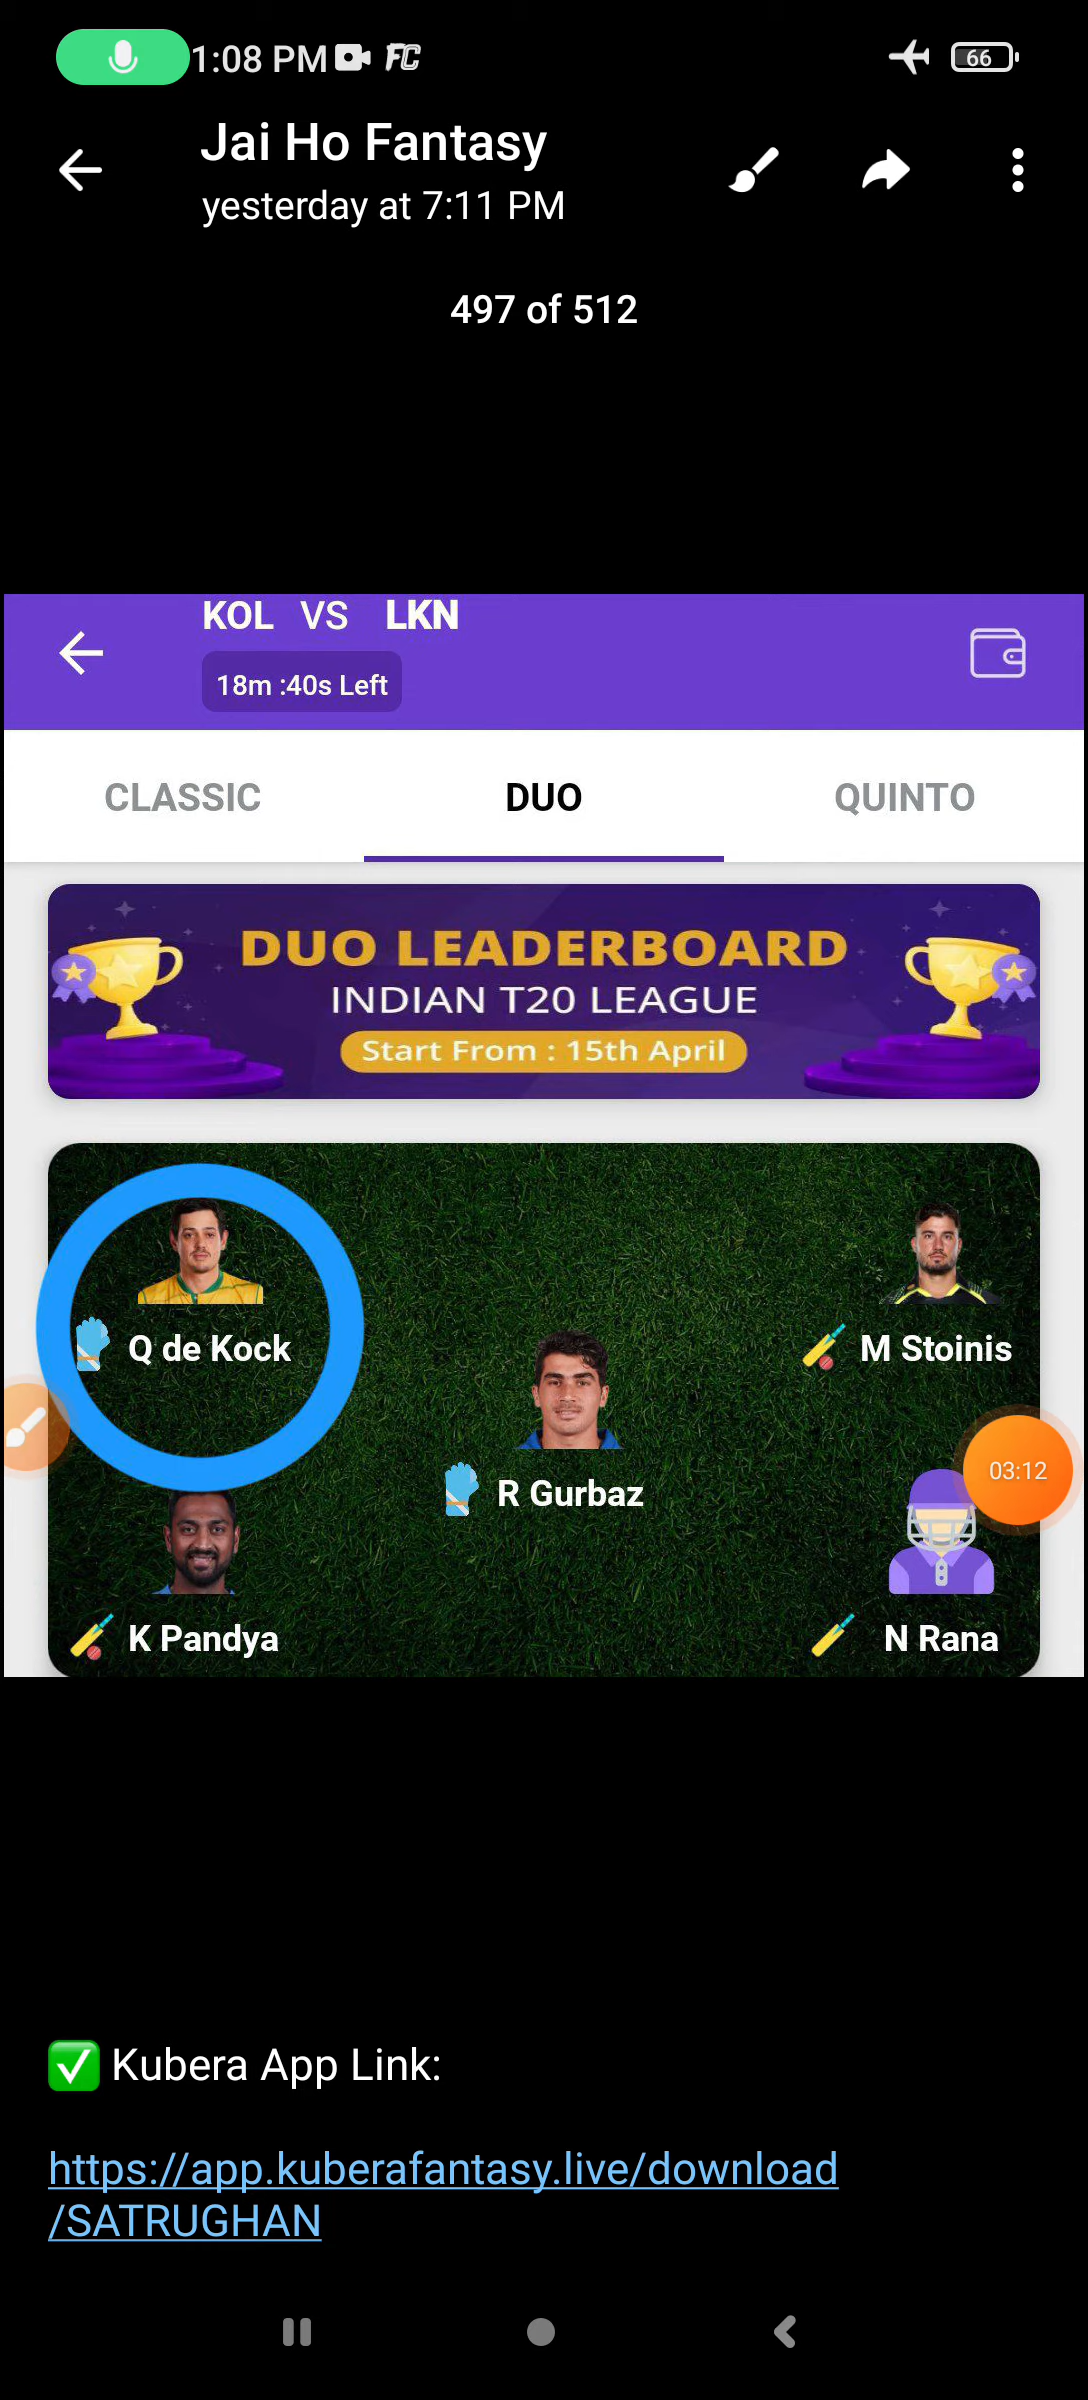 1:08 PM FC 66
Jai Ho Fantasy
yesterday at 7:11 PM
497 of 512
KOL VS LKN
18m :40s Left
CLASSIC DUO QUINTO
DUO LEADERBOARD
INDIAN T20 LEAGUE
Start From : 15th April
Q de Kock
M Stoinis
03:12
R Gurbaz
K Pandya
N Rana
✅ Kubera App Link:
https://app.kuberafantasy.live/download
/SATRUGHAN